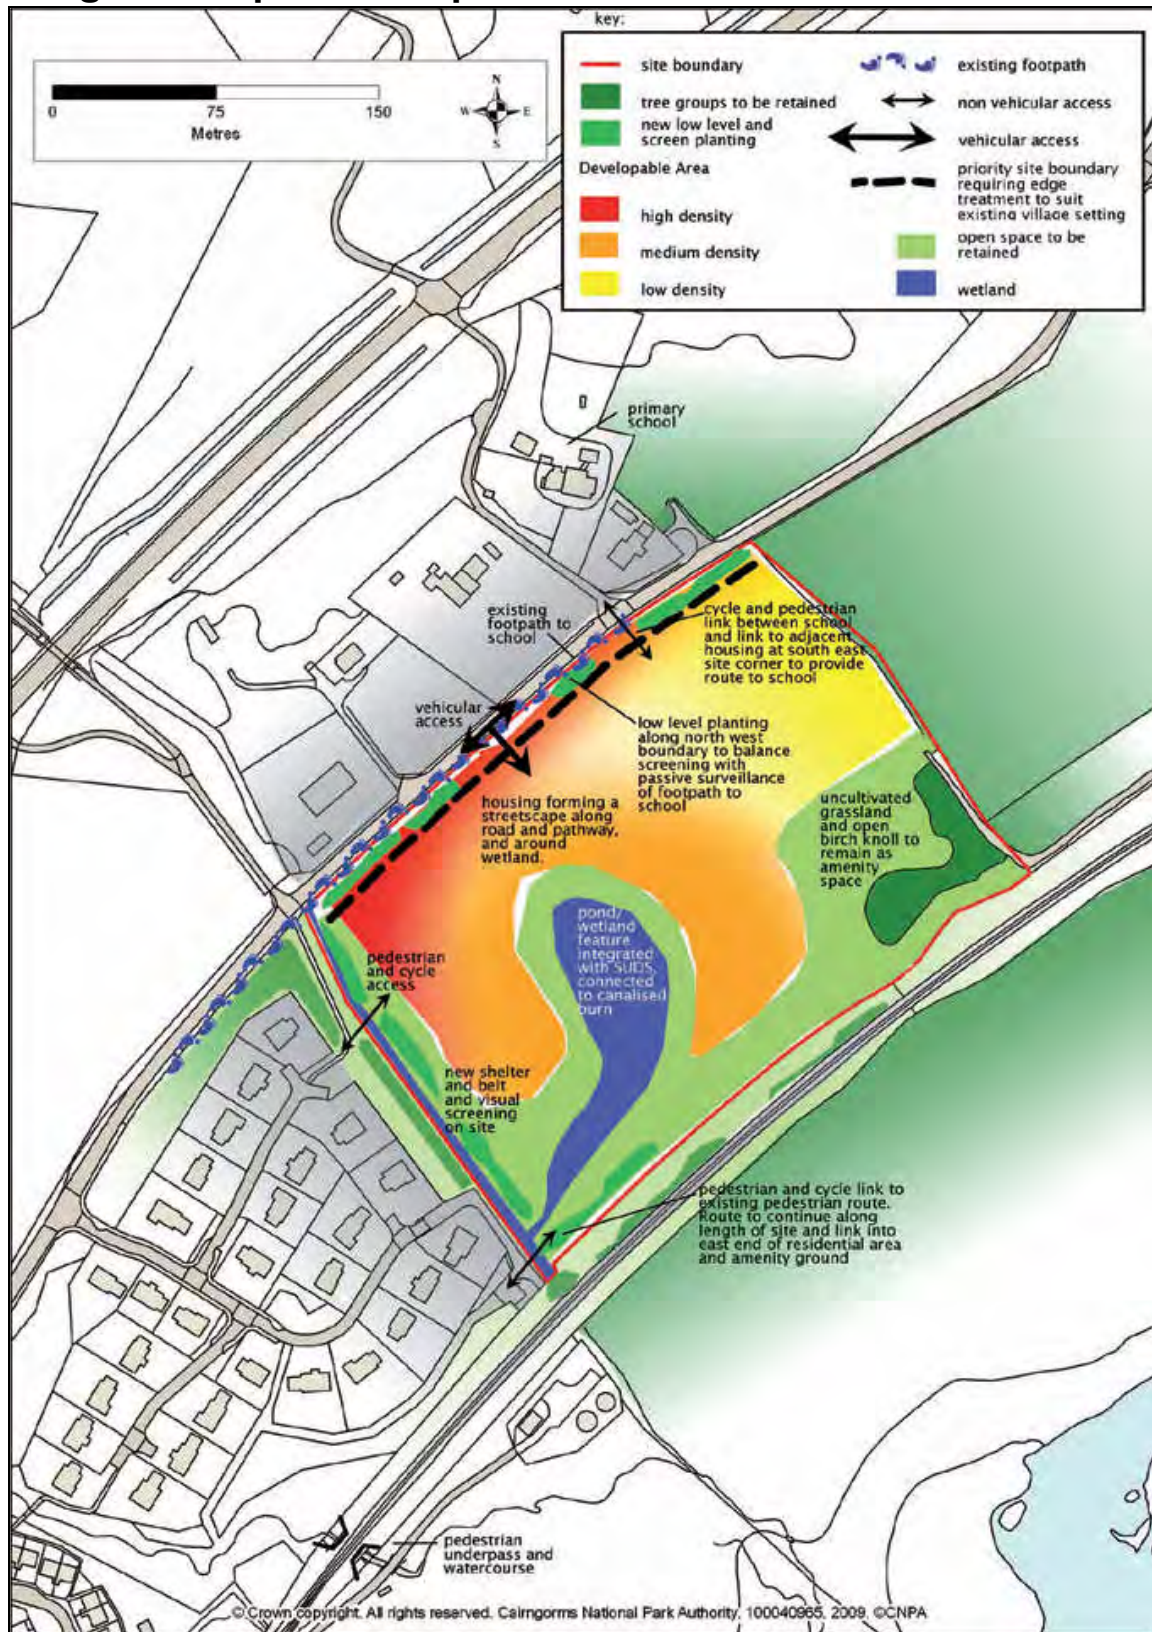 key:
site boundary
tree groups to be retained
new low level and
screen planting
Developable Area
high density
medium density
low density
existing footpath
non vehicular access
vehicular access
priority site boundary
requiring edge
treatment to suit
existing village setting
open space to be
retained
wetland
0 75 150
Metres
N
W E
S
primary
school
existing
footpath to
school
cycle and pedestrian
link between school
and link to adjacent
housing at south east
site corner to provide
route to school
vehicular
access
low level planting
along north west
boundary to balance
screening with
passive surveillance
of footpath to
school
housing forming a
streetscape along
road and pathway,
and around
wetland.
uncultivated
grassland
and open
birch knoll to
remain as
amenity
space
pond/
wetland
feature
integrated
with SUDS,
connected
to canalised
burn
pedestrian
and cycle
access
new shelter
and belt
and visual
screening
on site
pedestrian and cycle link to
existing pedestrian route.
Route to continue along
length of site and link into
east end of residential area
and amenity ground
pedestrian
underpass and
watercourse
© Crown copyright. All rights reserved. Cairngorms National Park Authority. 100040965. 2009. ©CNPA